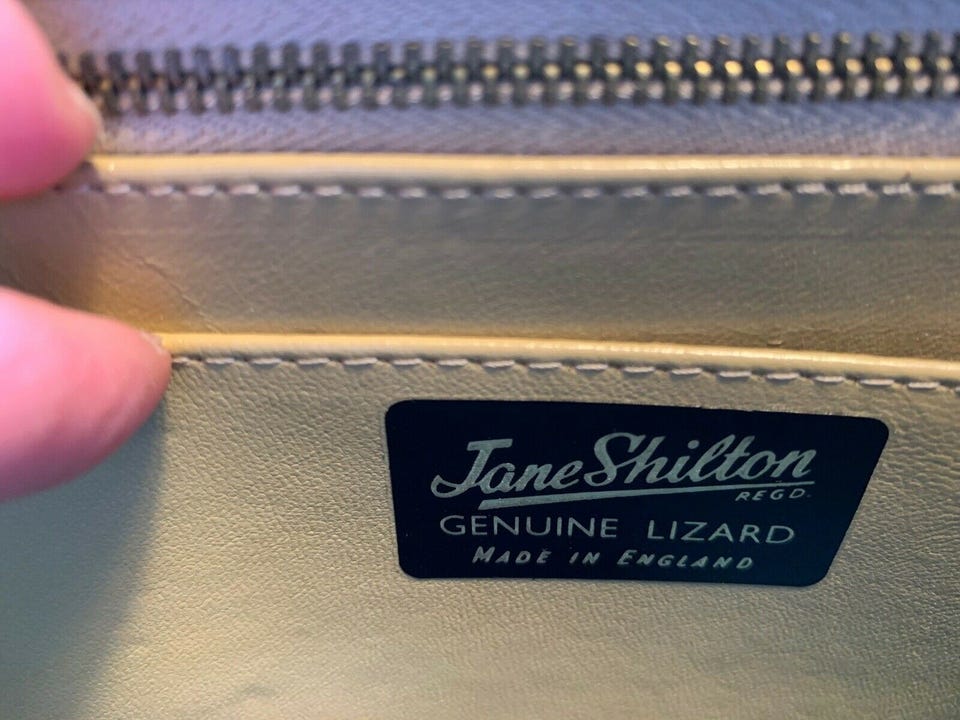 Jane Shilton
REGD.
GENUINE LIZARD
MADE IN ENGLAND